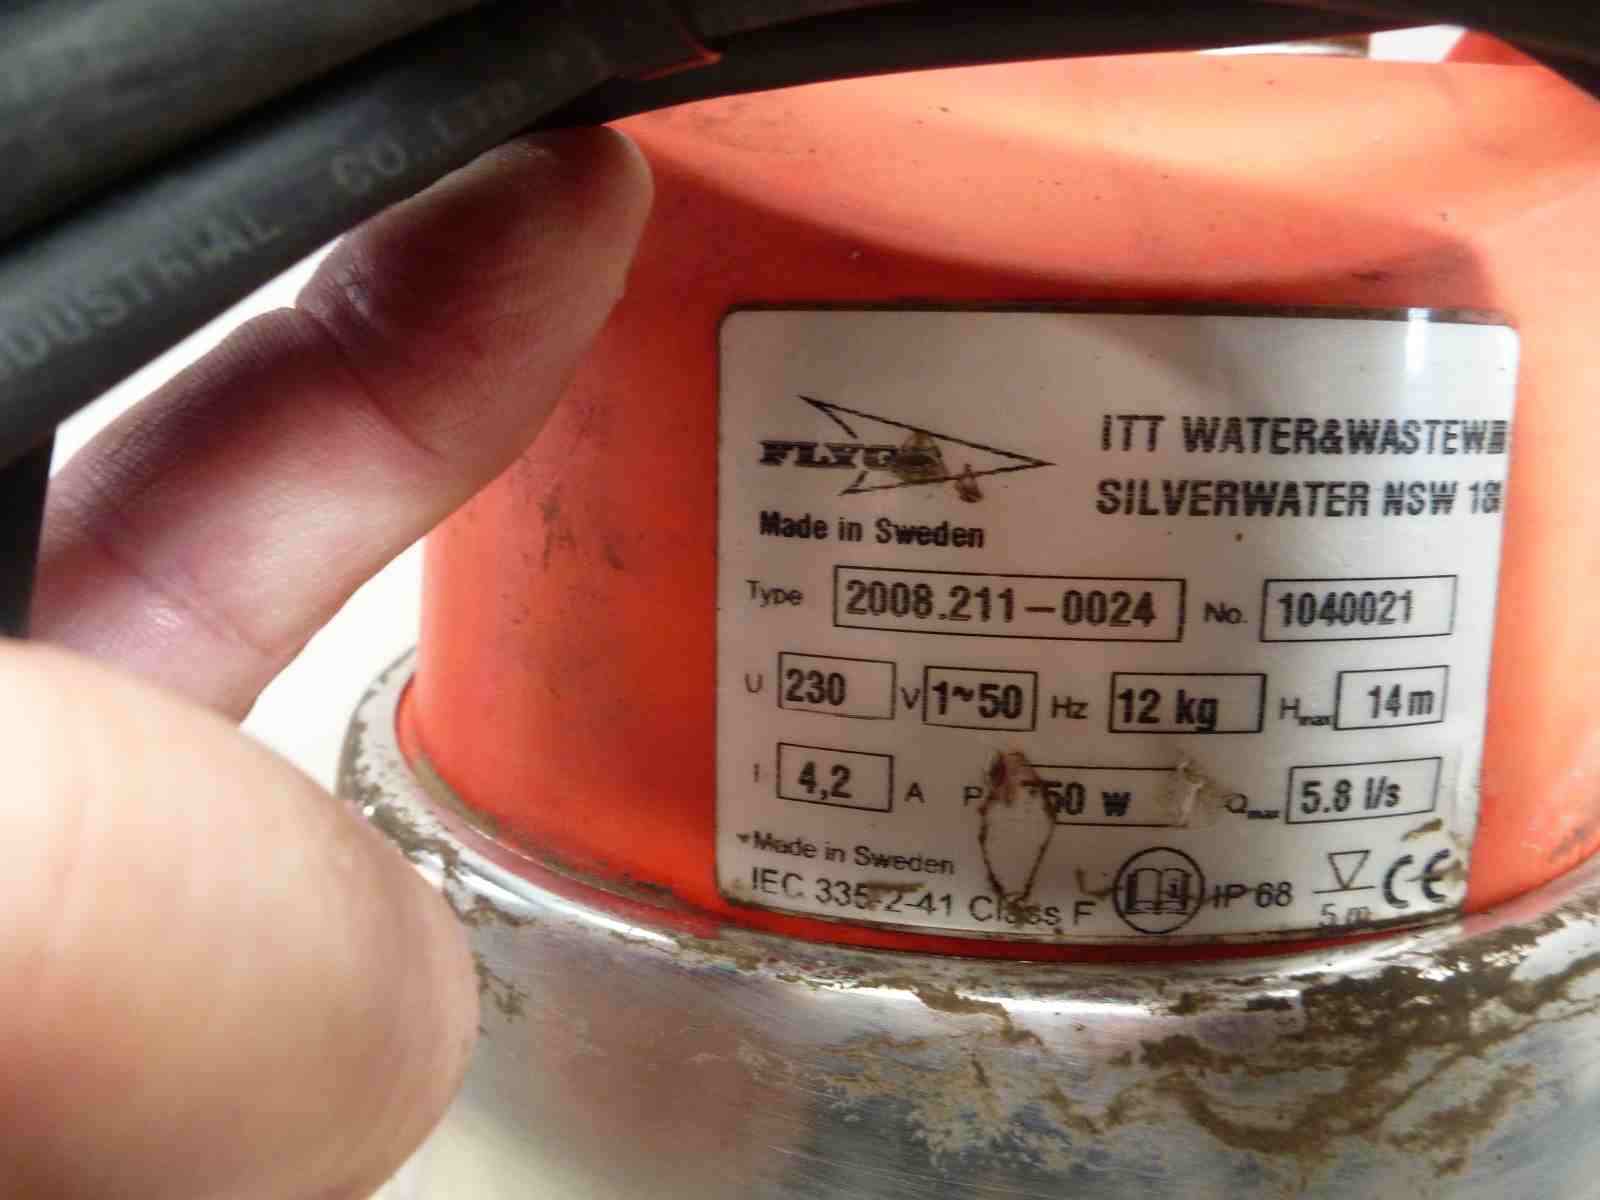 INDUSTRIAL CO., LTD
FLYGT
ITT WATER&WASTEW
SILVERWATER NSW 18
Made in Sweden
Type 2008.211-0024 No. 1040021
U 230 V 1~50 Hz 12 kg Hmax 14 m
I 4,2 A P 750 W Qmax 5.8 l/s
Made in Sweden
IEC 335-2-41 Class F IP 68 5 m CE